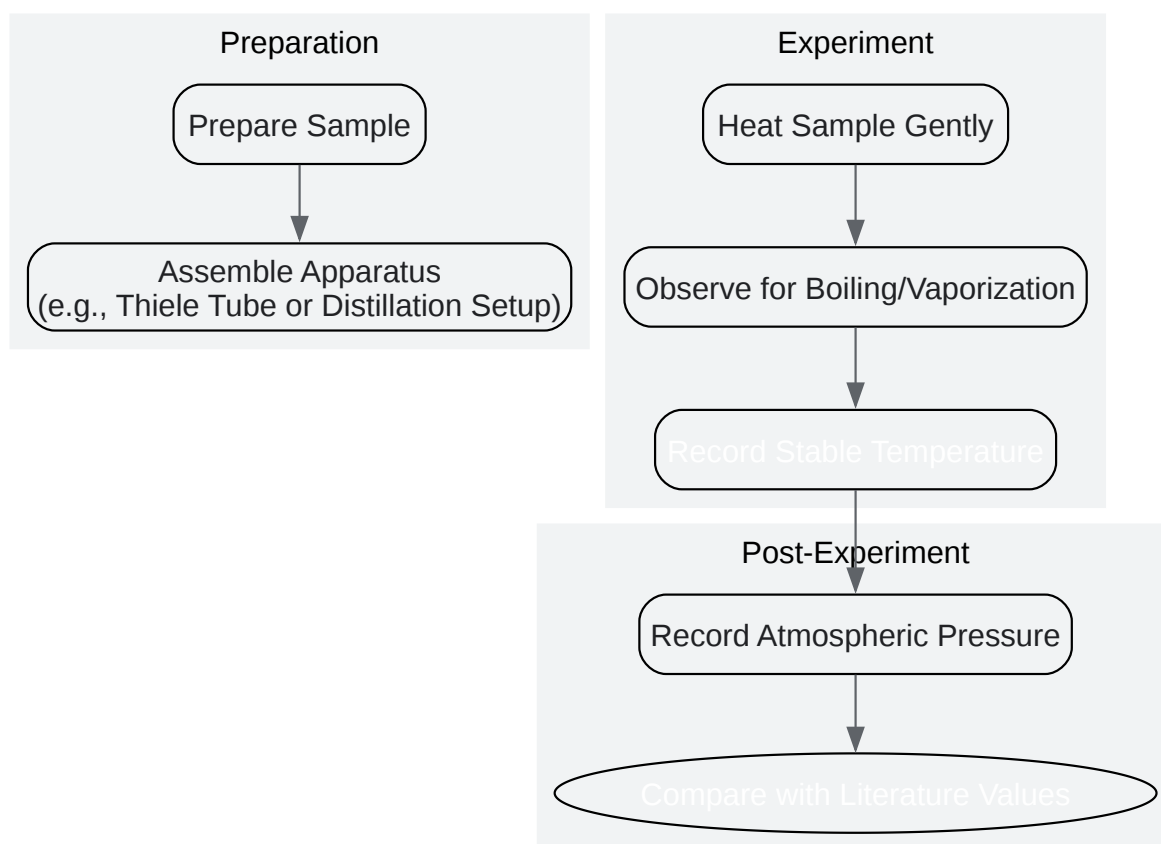 Preparation
Prepare Sample
Assemble Apparatus
(e.g., Thiele Tube or Distillation Setup)
Experiment
Heat Sample Gently
Observe for Boiling/Vaporization
Record Stable Temperature
Post-Experiment
Record Atmospheric Pressure
Compare with Literature Values